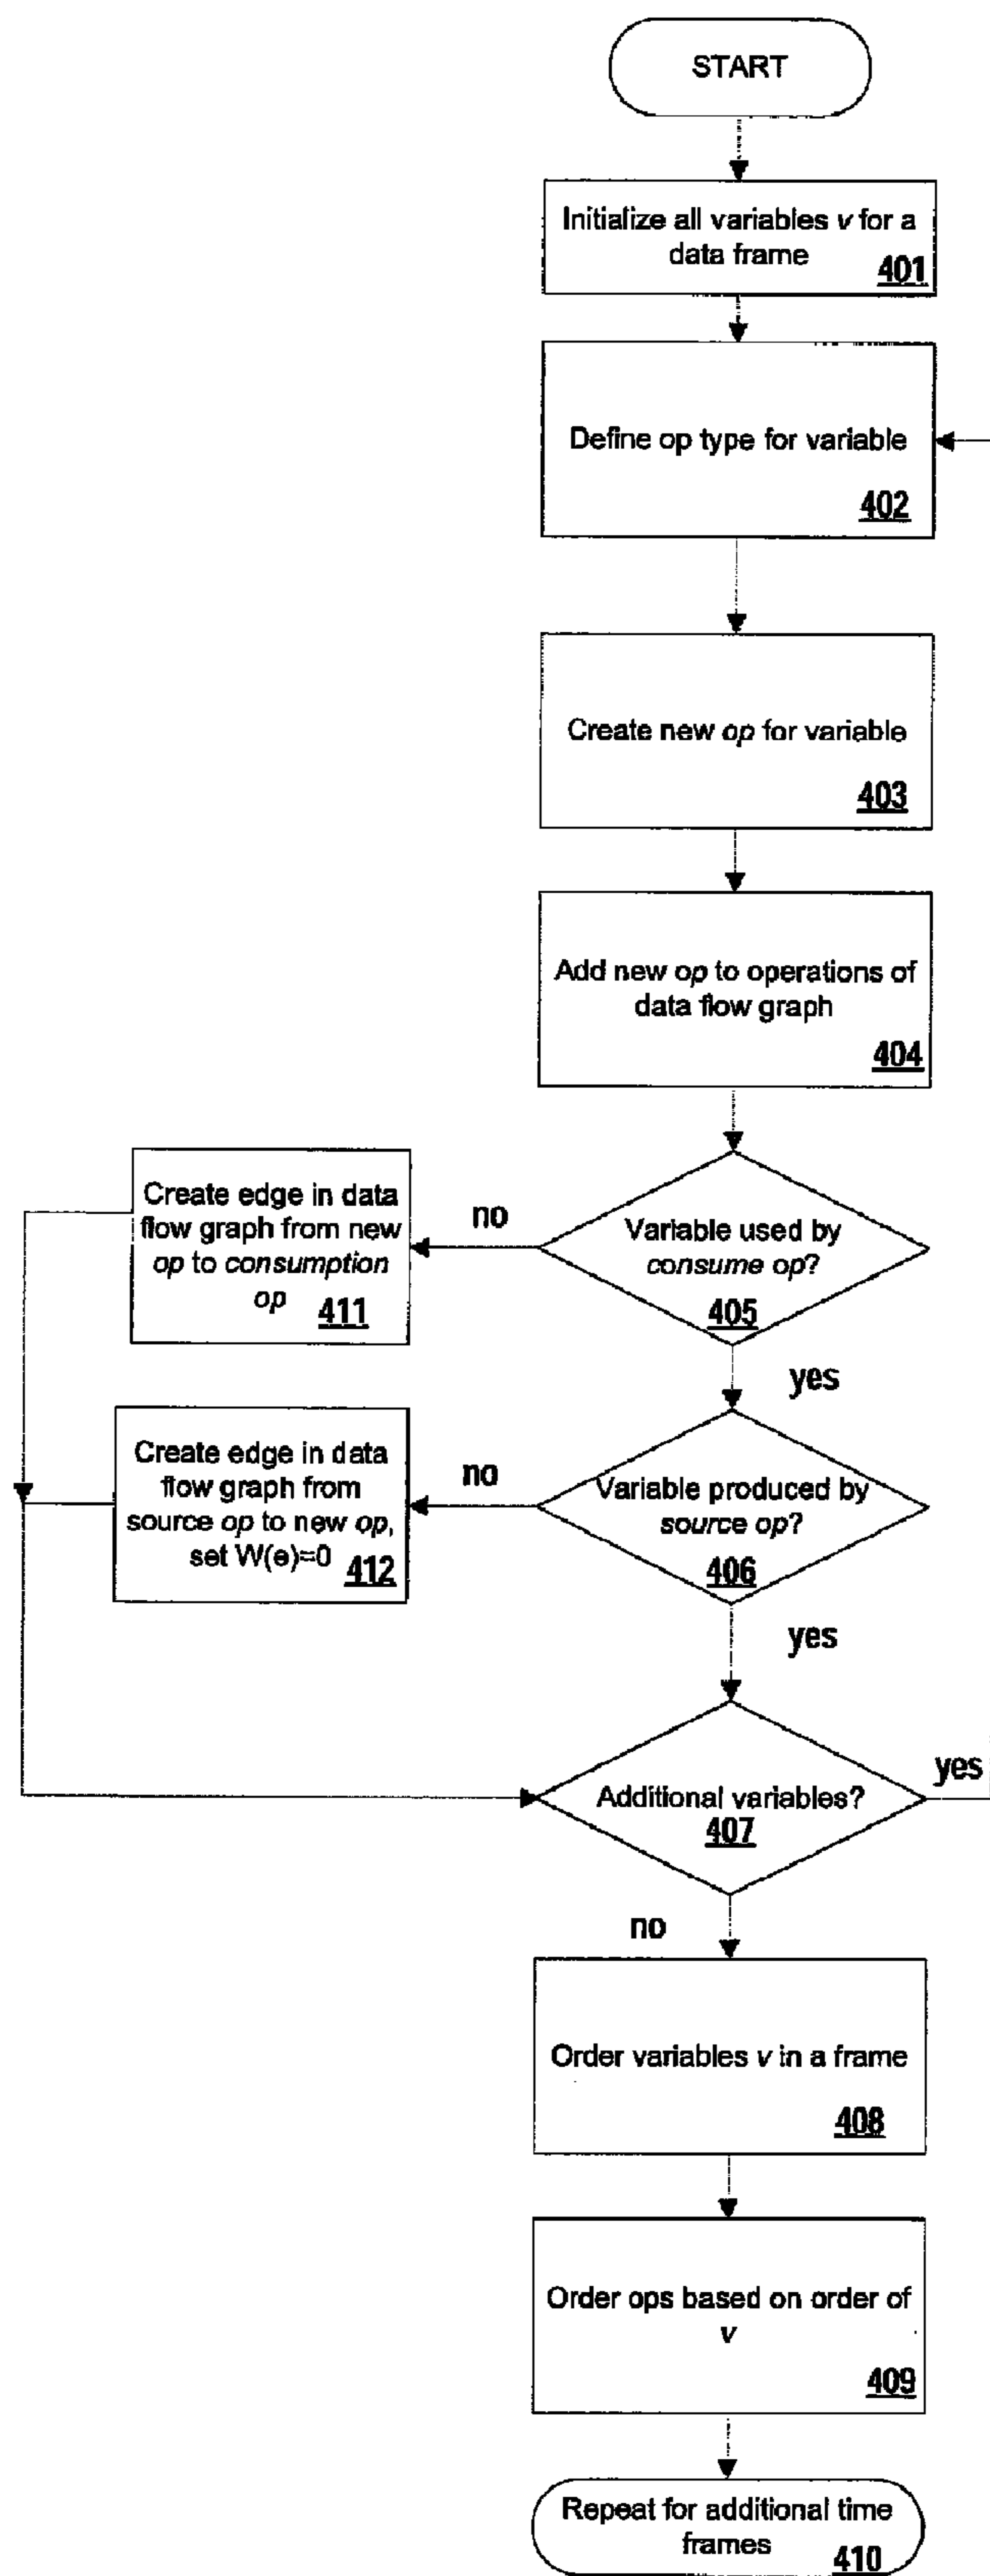 START
Initialize all variables v for a
data frame
401
Define op type for variable
402
Create new op for variable
403
Add new op to operations of
data flow graph
404
Variable used by
consume op?
405
no
Create edge in data
flow graph from new
op to consumption
op
411
yes
Variable produced by
source op?
406
no
Create edge in data
flow graph from
source op to new op,
set W(e)=0
412
yes
Additional variables?
407
yes
no
Order variables v in a frame
408
Order ops based on order of
v
409
Repeat for additional time
frames
410